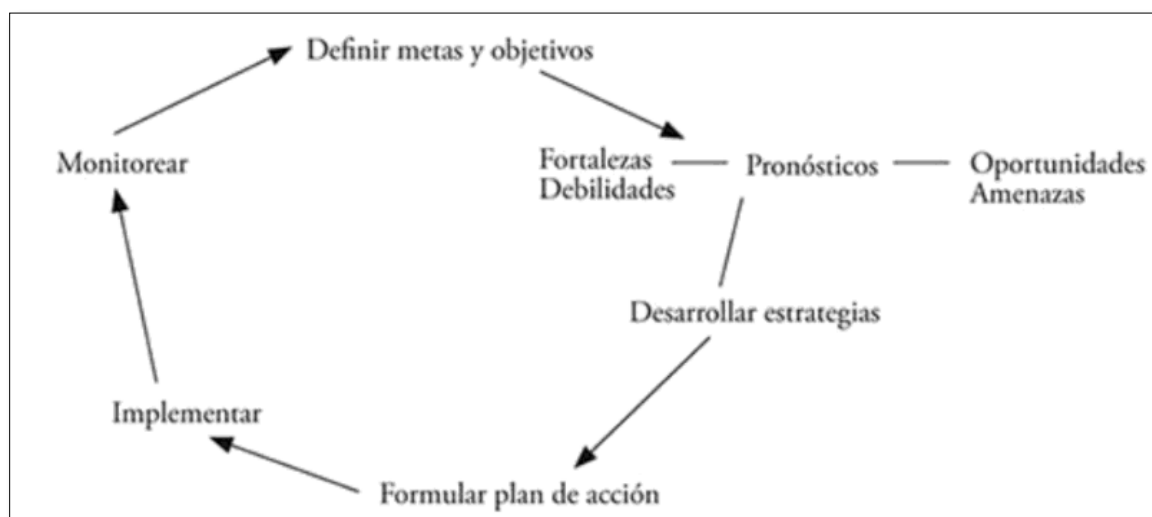 Definir metas y objetivos
Monitorear
Fortalezas
Debilidades
Pronósticos
Oportunidades
Amenazas
Desarrollar estrategias
Implementar
Formular plan de acción